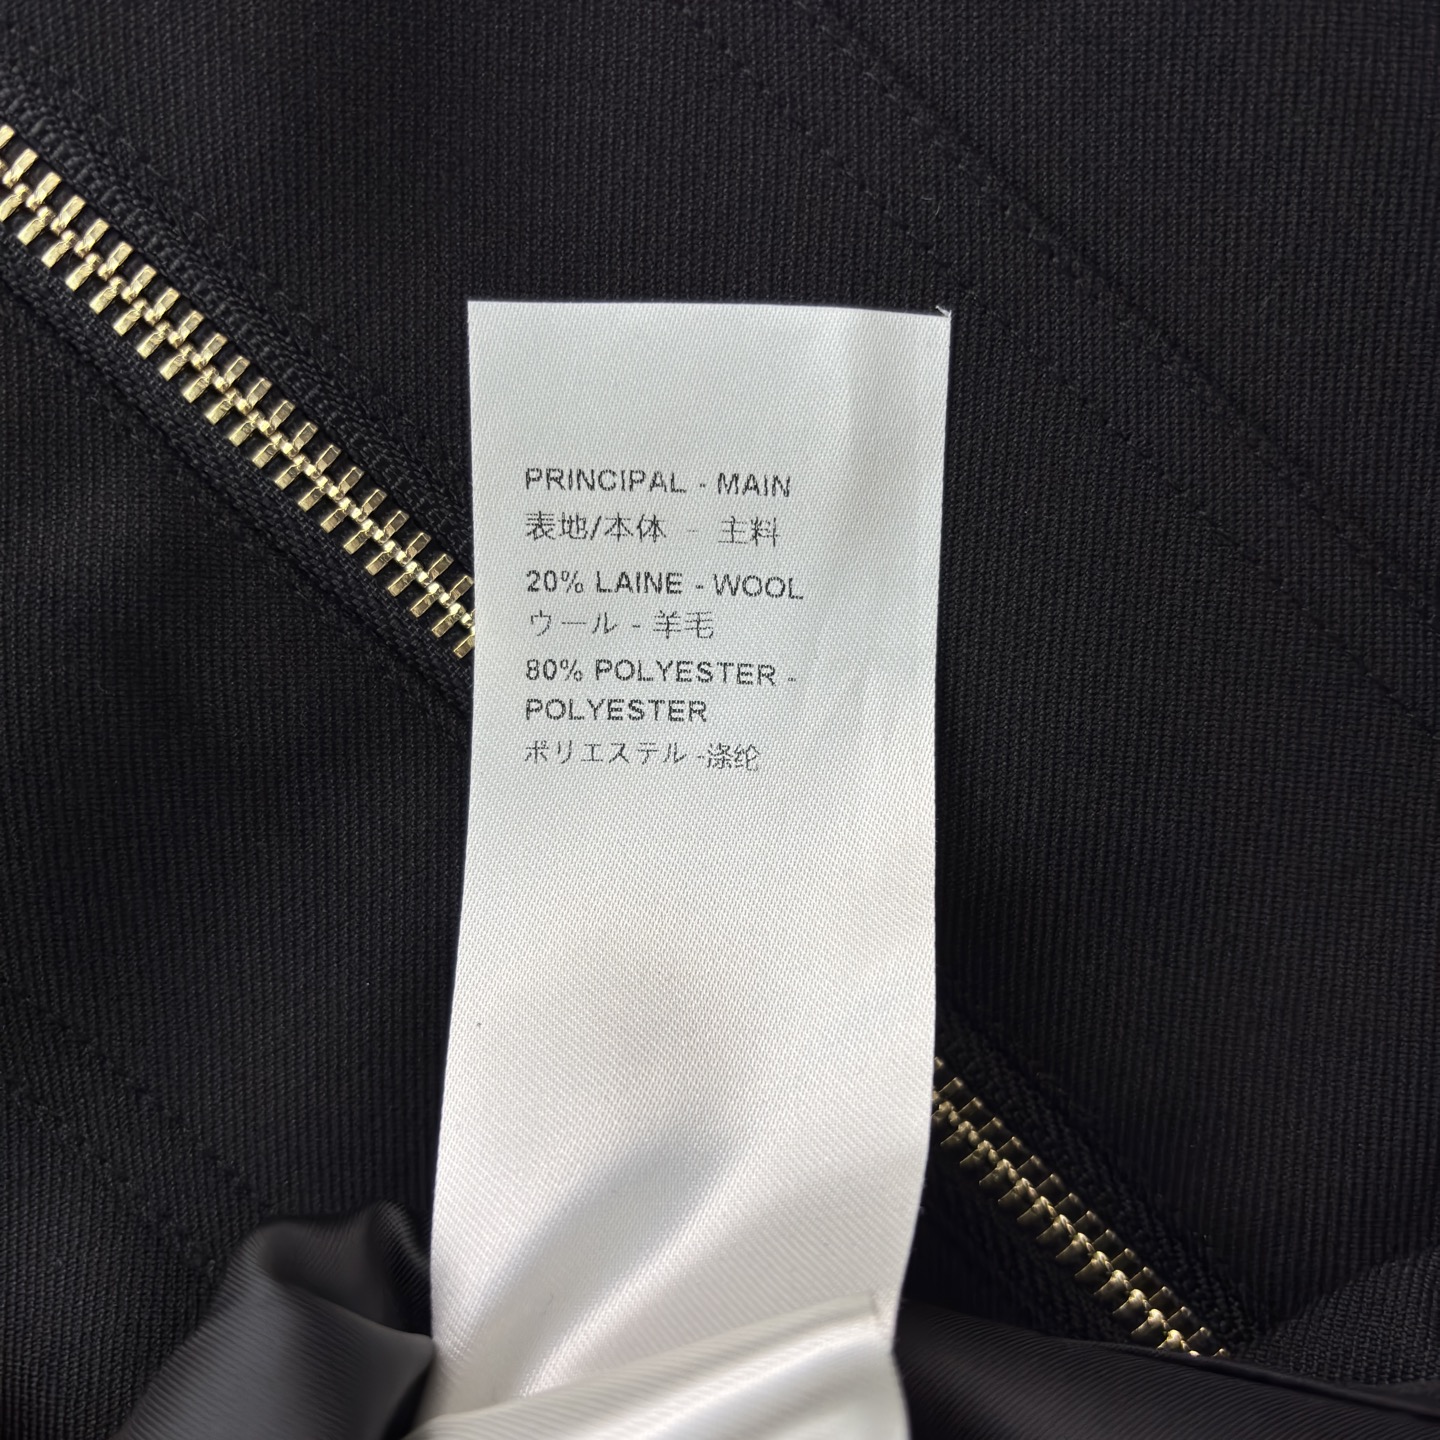 PRINCIPAL - MAIN
表地/本体 - 主料
20% LAINE - WOOL
ウール - 羊毛
80% POLYESTER -
POLYESTER
ポリエステル -涤纶